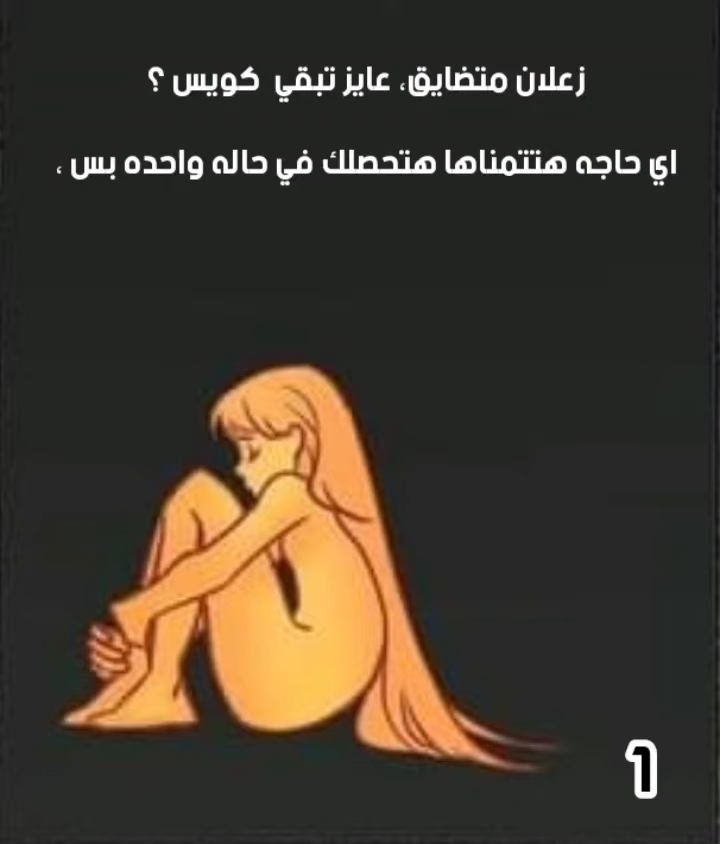 زعلان متضايق، عايز تبقي كويس ؟
اي حاجه هتتمناها هتحصلك في حاله واحده بس ،
1